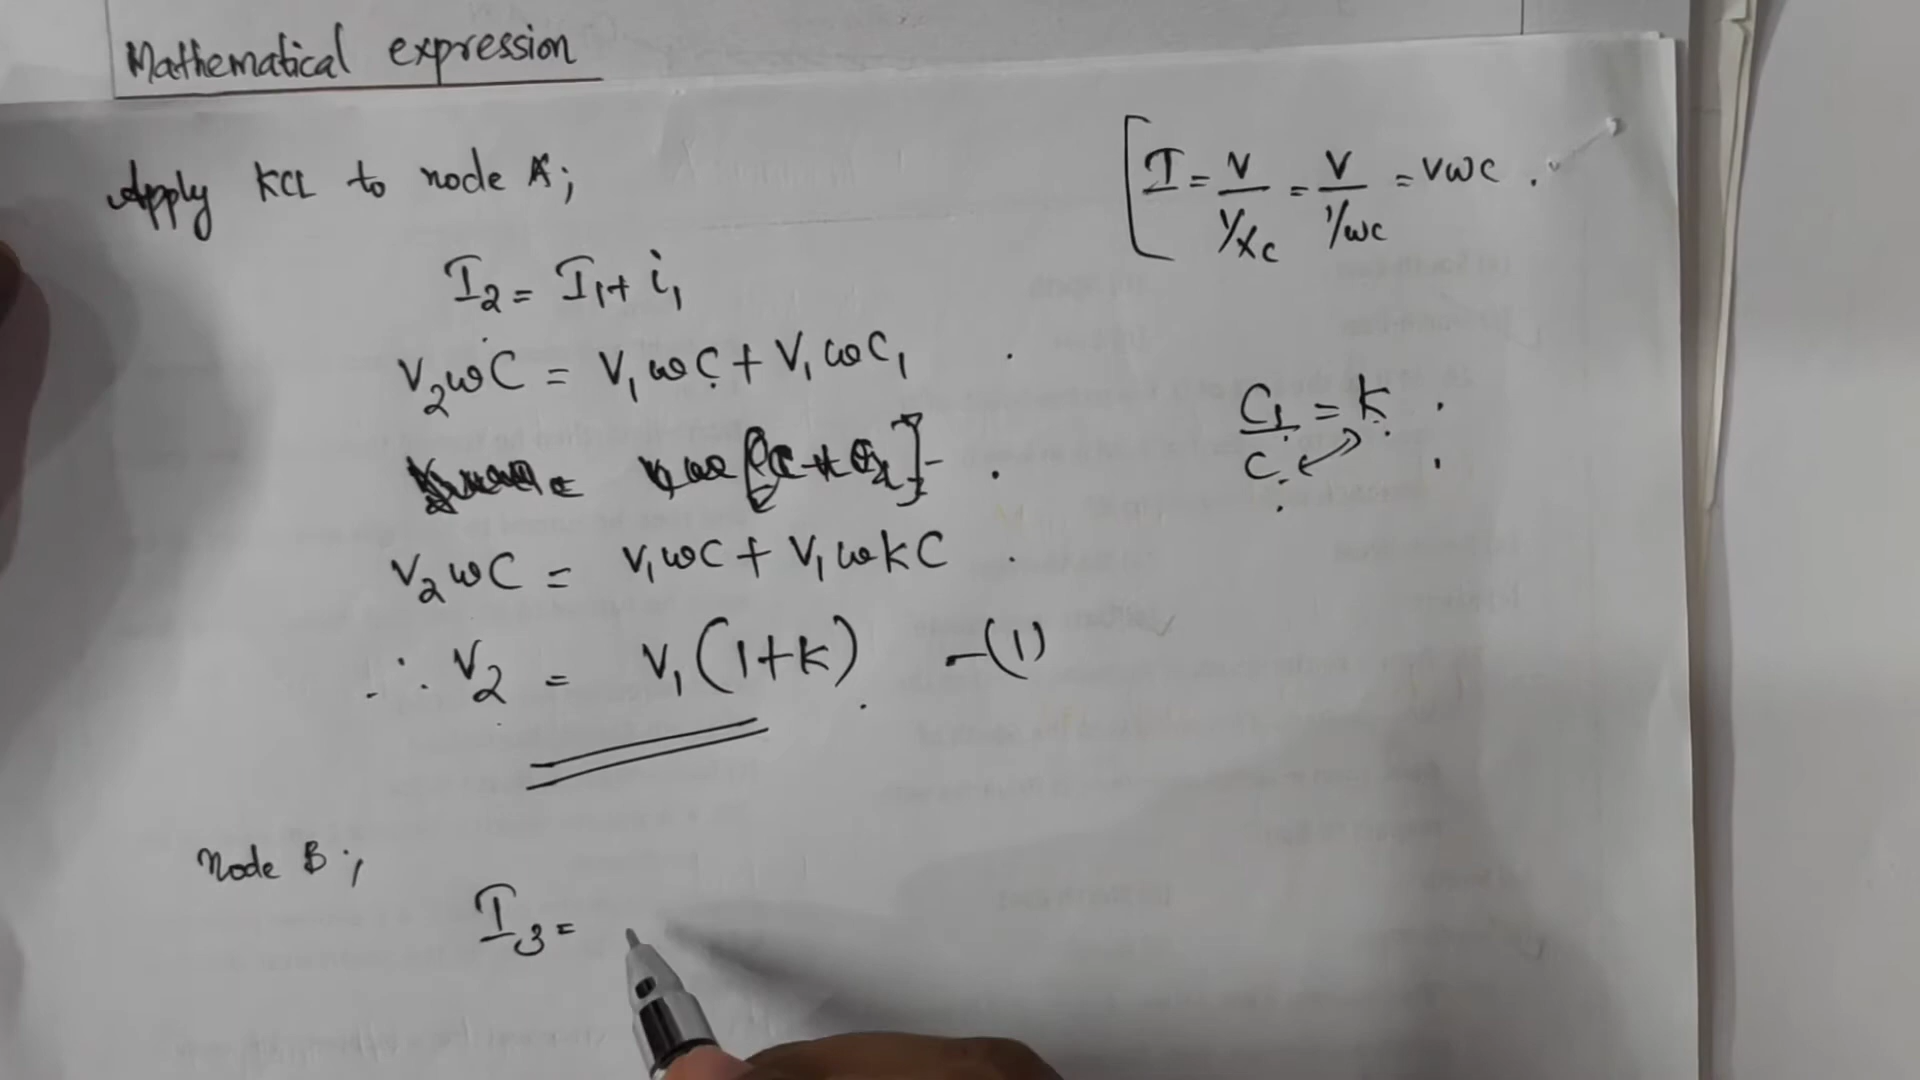 Mathematical expression
Apply KCL to node A;
I = V / 1/Xc = V / 1/ωc = Vωc .
I2 = I1 + i1
V2ωC = V1ωC + V1ωC1
C1 / C = k
V2ωC = V1ωC + V1ωkC
∴ V2 = V1(1+k) —(1)
Node B;
I3 =